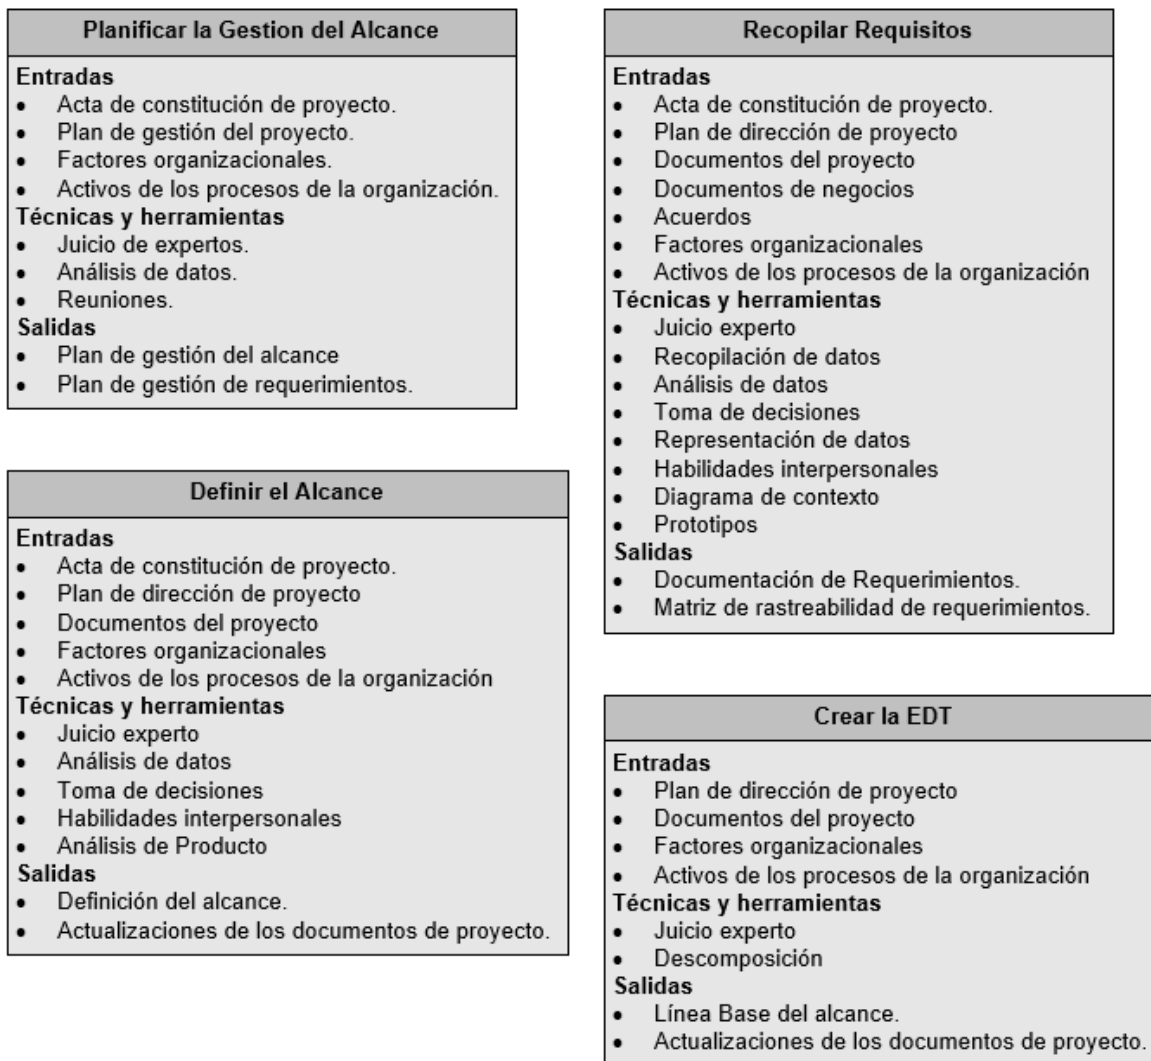 Planificar la Gestion del Alcance
Entradas
• Acta de constitución de proyecto.
• Plan de gestión del proyecto.
• Factores organizacionales.
• Activos de los procesos de la organización.
Técnicas y herramientas
• Juicio de expertos.
• Análisis de datos.
• Reuniones.
Salidas
• Plan de gestión del alcance
• Plan de gestión de requerimientos.
Recopilar Requisitos
Entradas
• Acta de constitución de proyecto.
• Plan de dirección de proyecto
• Documentos del proyecto
• Documentos de negocios
• Acuerdos
• Factores organizacionales
• Activos de los procesos de la organización
Técnicas y herramientas
• Juicio experto
• Recopilación de datos
• Análisis de datos
• Toma de decisiones
• Representación de datos
• Habilidades interpersonales
• Diagrama de contexto
• Prototipos
Salidas
• Documentación de Requerimientos.
• Matriz de rastreabilidad de requerimientos.
Definir el Alcance
Entradas
• Acta de constitución de proyecto.
• Plan de dirección de proyecto
• Documentos del proyecto
• Factores organizacionales
• Activos de los procesos de la organización
Técnicas y herramientas
• Juicio experto
• Análisis de datos
• Toma de decisiones
• Habilidades interpersonales
• Análisis de Producto
Salidas
• Definición del alcance.
• Actualizaciones de los documentos de proyecto.
Crear la EDT
Entradas
• Plan de dirección de proyecto
• Documentos del proyecto
• Factores organizacionales
• Activos de los procesos de la organización
Técnicas y herramientas
• Juicio experto
• Descomposición
Salidas
• Línea Base del alcance.
• Actualizaciones de los documentos de proyecto.